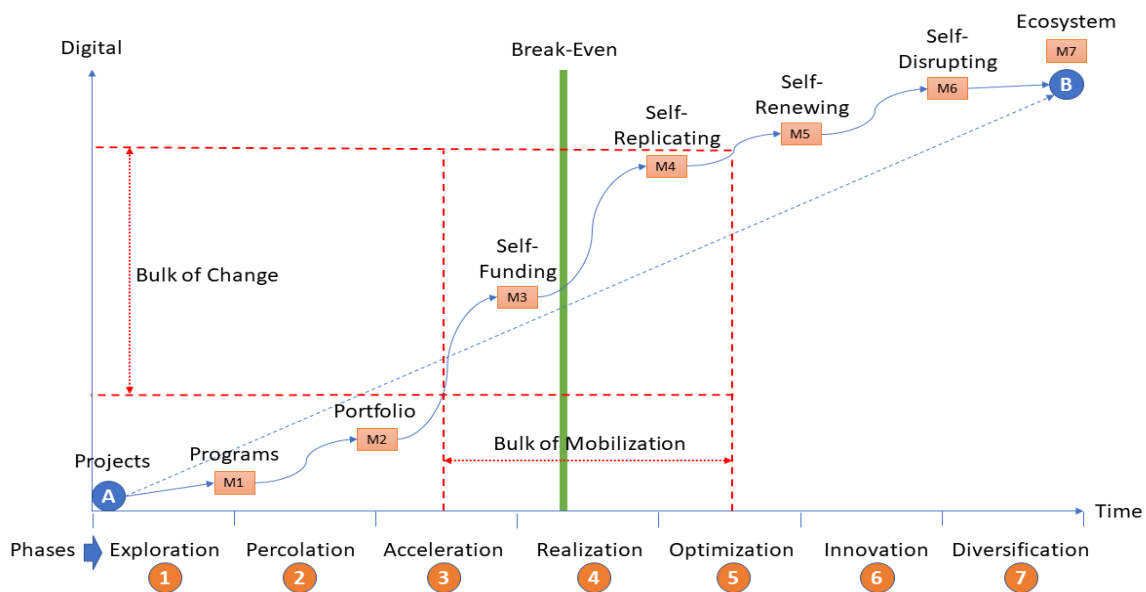 Ecosystem
M7
Self-
Disrupting
M6
B
Digital
Break-Even
Self-
Renewing
M5
Self-
Replicating
M4
Self-
Funding
M3
Bulk of Change
Portfolio
M2
Bulk of Mobilization
Programs
M1
Projects
A
Time
Phases
Exploration
Percolation
Acceleration
Realization
Optimization
Innovation
Diversification
1
2
3
4
5
6
7